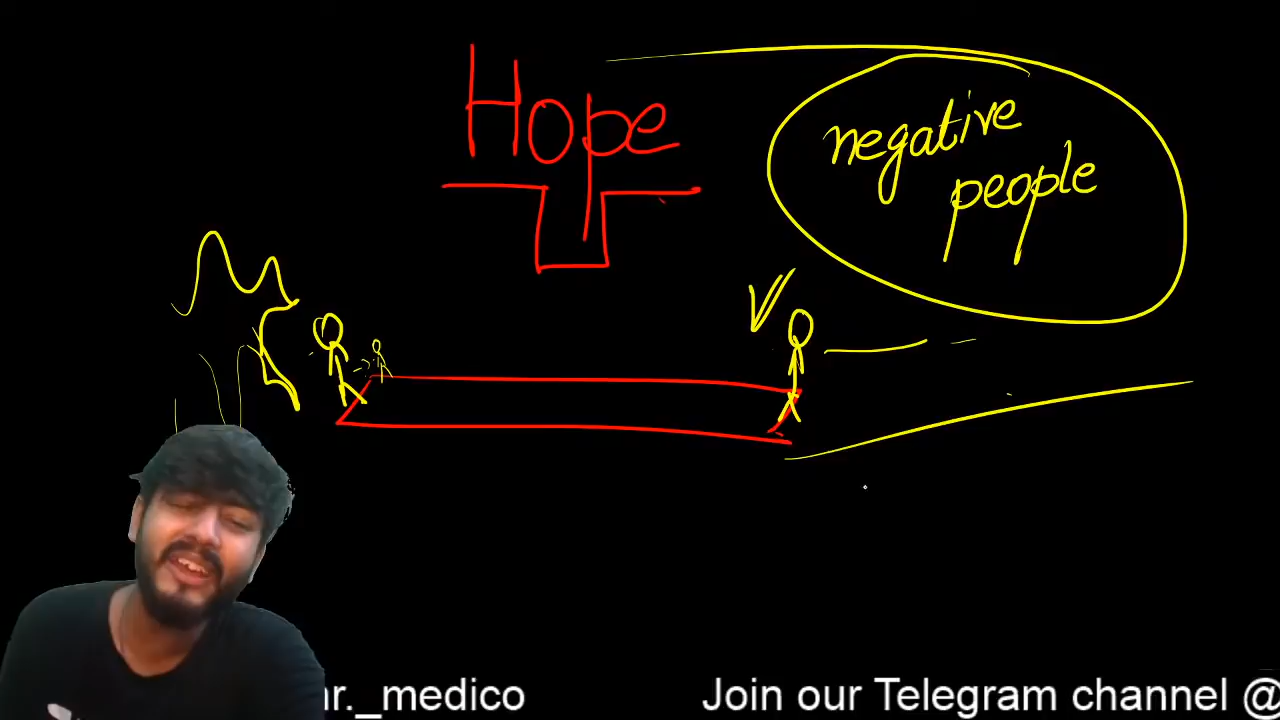 Hope
negative
people
r._medico
Join our Telegram channel @